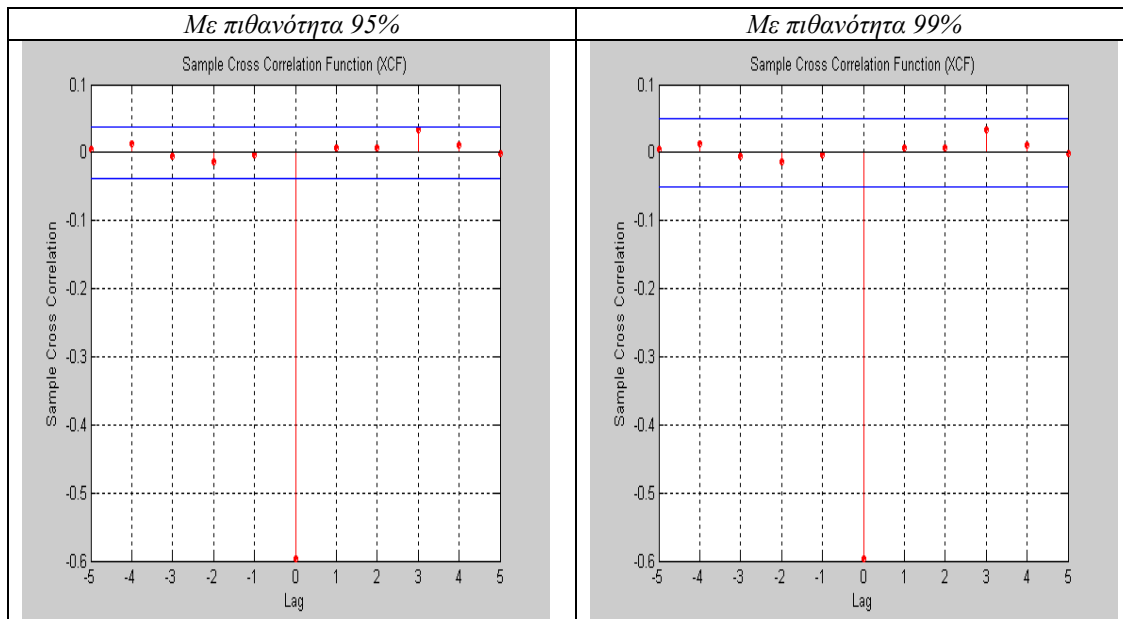 Με πιθανότητα 95%
Sample Cross Correlation Function (XCF)
Sample Cross Correlation
0.1
0
-0.1
-0.2
-0.3
-0.4
-0.5
-0.6
-5 -4 -3 -2 -1 0 1 2 3 4 5
Lag
Με πιθανότητα 99%
Sample Cross Correlation Function (XCF)
Sample Cross Correlation
0.1
0
-0.1
-0.2
-0.3
-0.4
-0.5
-0.6
-5 -4 -3 -2 -1 0 1 2 3 4 5
Lag